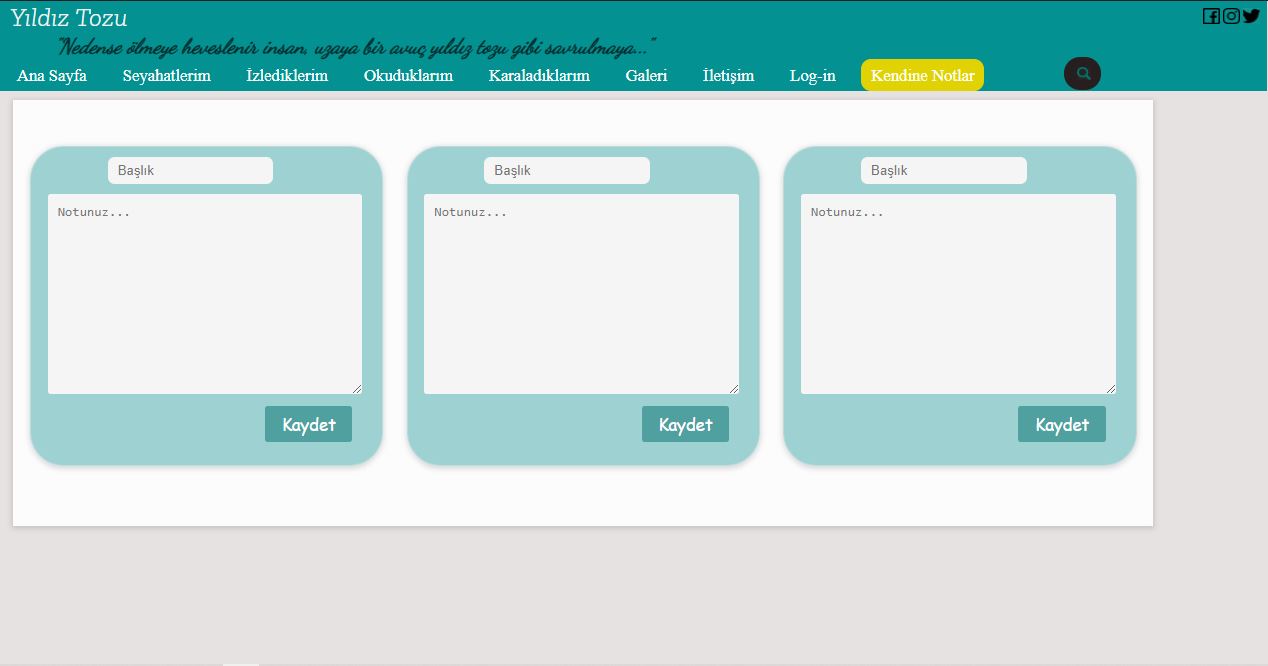 Yıldız Tozu
"Nedense ölmeye heveslenir insan, uzaya bir avuç yıldız tozu gibi savrulmaya..."
Ana Sayfa Seyahatlerim İzlediklerim Okuduklarım Karaladıklarım Galeri İletişim Log-in Kendine Notlar
Başlık Başlık Başlık
Notunuz... Notunuz... Notunuz...
Kaydet Kaydet Kaydet